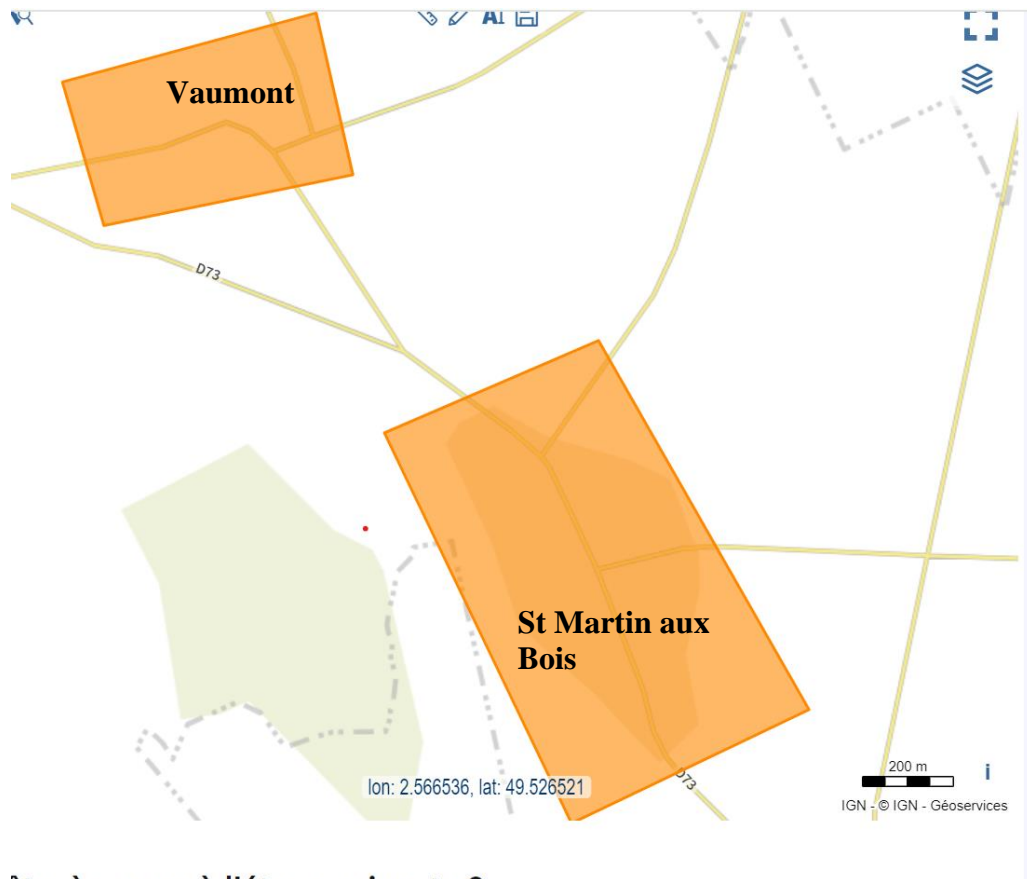 Vaumont
D73
St Martin aux
Bois
lon: 2.566536, lat: 49.526521
D73
200 m
i
IGN - © IGN - Géoservices